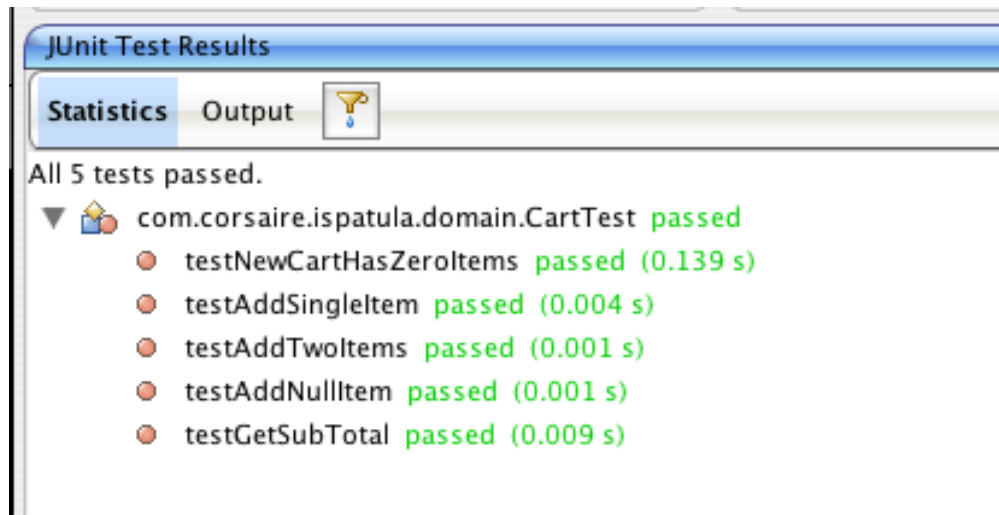 JUnit Test Results
Statistics Output
All 5 tests passed.
com.corsaire.ispatula.domain.CartTest passed
testNewCartHasZeroItems passed (0.139 s)
testAddSingleItem passed (0.004 s)
testAddTwoItems passed (0.001 s)
testAddNullItem passed (0.001 s)
testGetSubTotal passed (0.009 s)